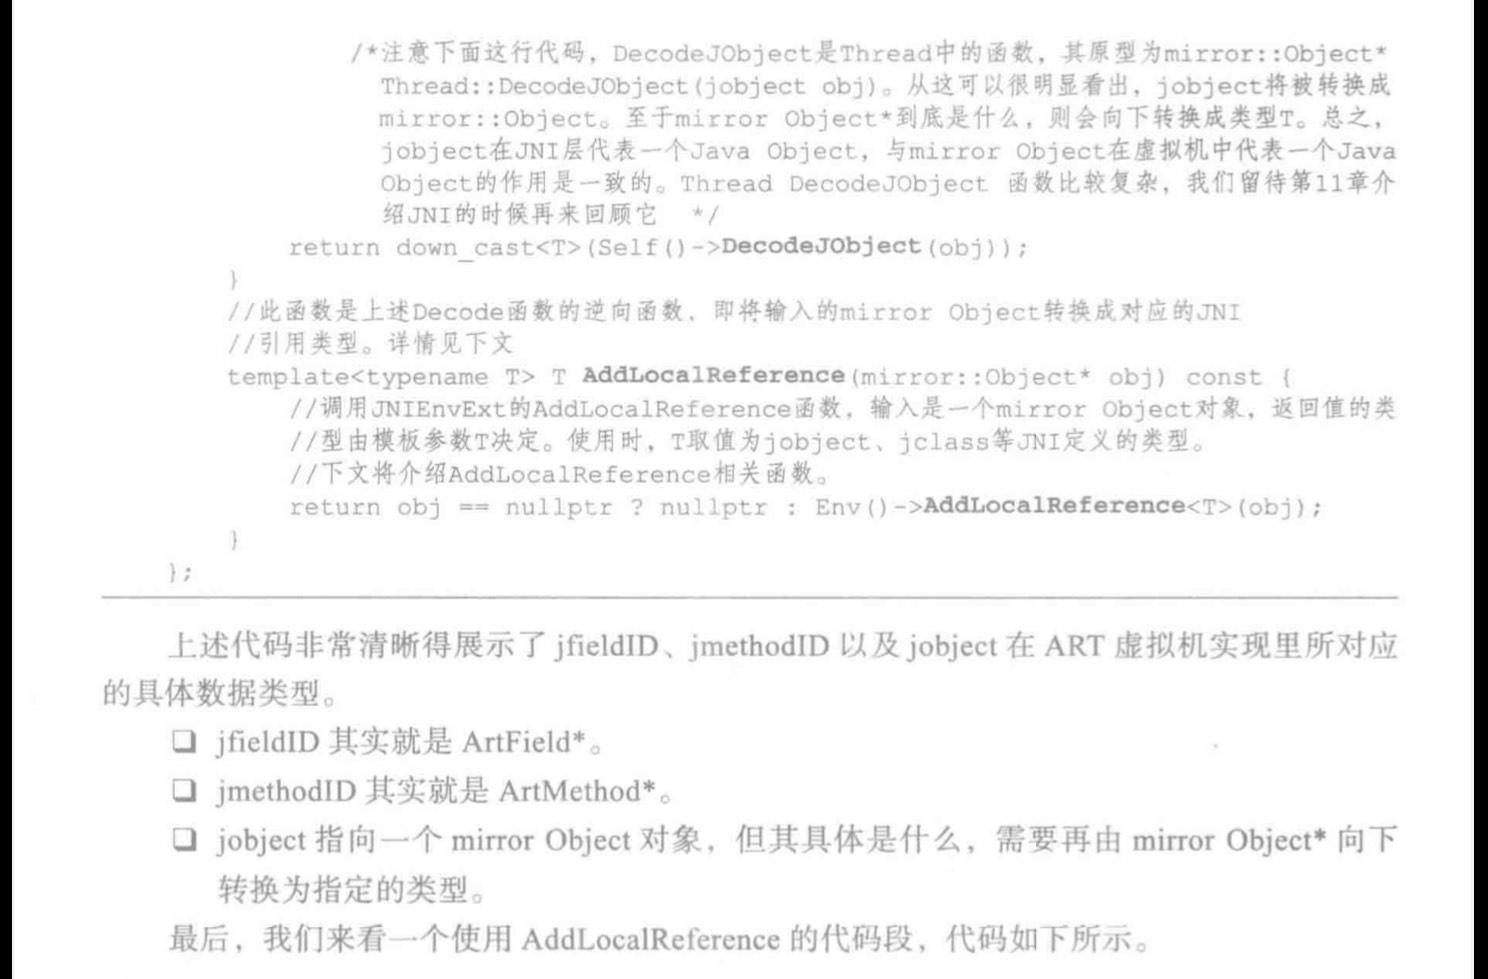 /*注意下面这行代码，DecodeJObject是Thread中的函数，其原型为mirror::Object*
Thread::DecodeJObject(jobject obj)。从这可以很明显看出，jobject将被转换成
mirror::Object。至于mirror Object*到底是什么，则会向下转换成类型T。总之，
jobject在JNI层代表一个Java Object，与mirror Object在虚拟机中代表一个Java
Object的作用是一致的。Thread DecodeJObject 函数比较复杂，我们留待第11章介
绍JNI的时候再来回顾它 */
return down_cast<T>(Self()->DecodeJObject(obj));
}
//此函数是上述Decode函数的逆向函数，即将输入的mirror Object转换成对应的JNI
//引用类型。详情见下文
template<typename T> T AddLocalReference(mirror::Object* obj) const {
//调用JNIEnvExt的AddLocalReference函数，输入是一个mirror Object对象，返回值的类
//型由模板参数T决定。使用时，T取值为jobject、jclass等JNI定义的类型。
//下文将介绍AddLocalReference相关函数。
return obj == nullptr ? nullptr : Env()->AddLocalReference<T>(obj);
}
};
上述代码非常清晰得展示了 jfieldID、jmethodID 以及 jobject 在 ART 虚拟机实现里所对应
的具体数据类型。
❑ jfieldID 其实就是 ArtField*。
❑ jmethodID 其实就是 ArtMethod*。
❑ jobject 指向一个 mirror Object 对象，但其具体是什么，需要再由 mirror Object* 向下
转换为指定的类型。
最后，我们来看一个使用 AddLocalReference 的代码段，代码如下所示。